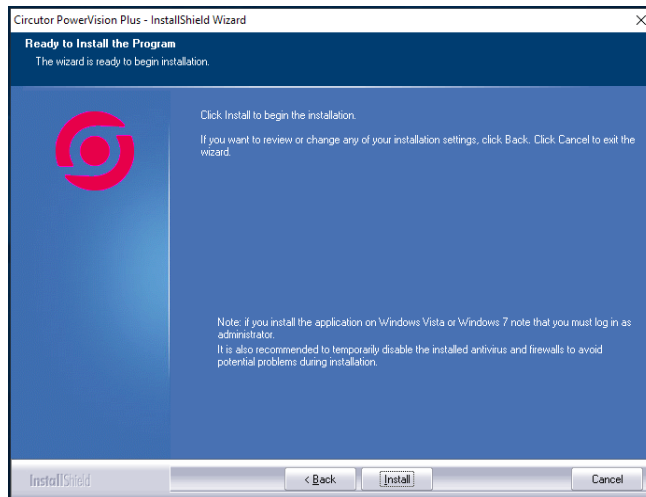 Circutor PowerVision Plus - InstallShield Wizard
Ready to Install the Program
The wizard is ready to begin installation.
Click Install to begin the installation.
If you want to review or change any of your installation settings, click Back. Click Cancel to exit the
wizard.
Note: if you install the application on Windows Vista or Windows 7 note that you must log in as
administrator.
It is also recommended to temporarily disable the installed antivirus and firewalls to avoid
potential problems during installation.
InstallShield
< Back
Install
Cancel